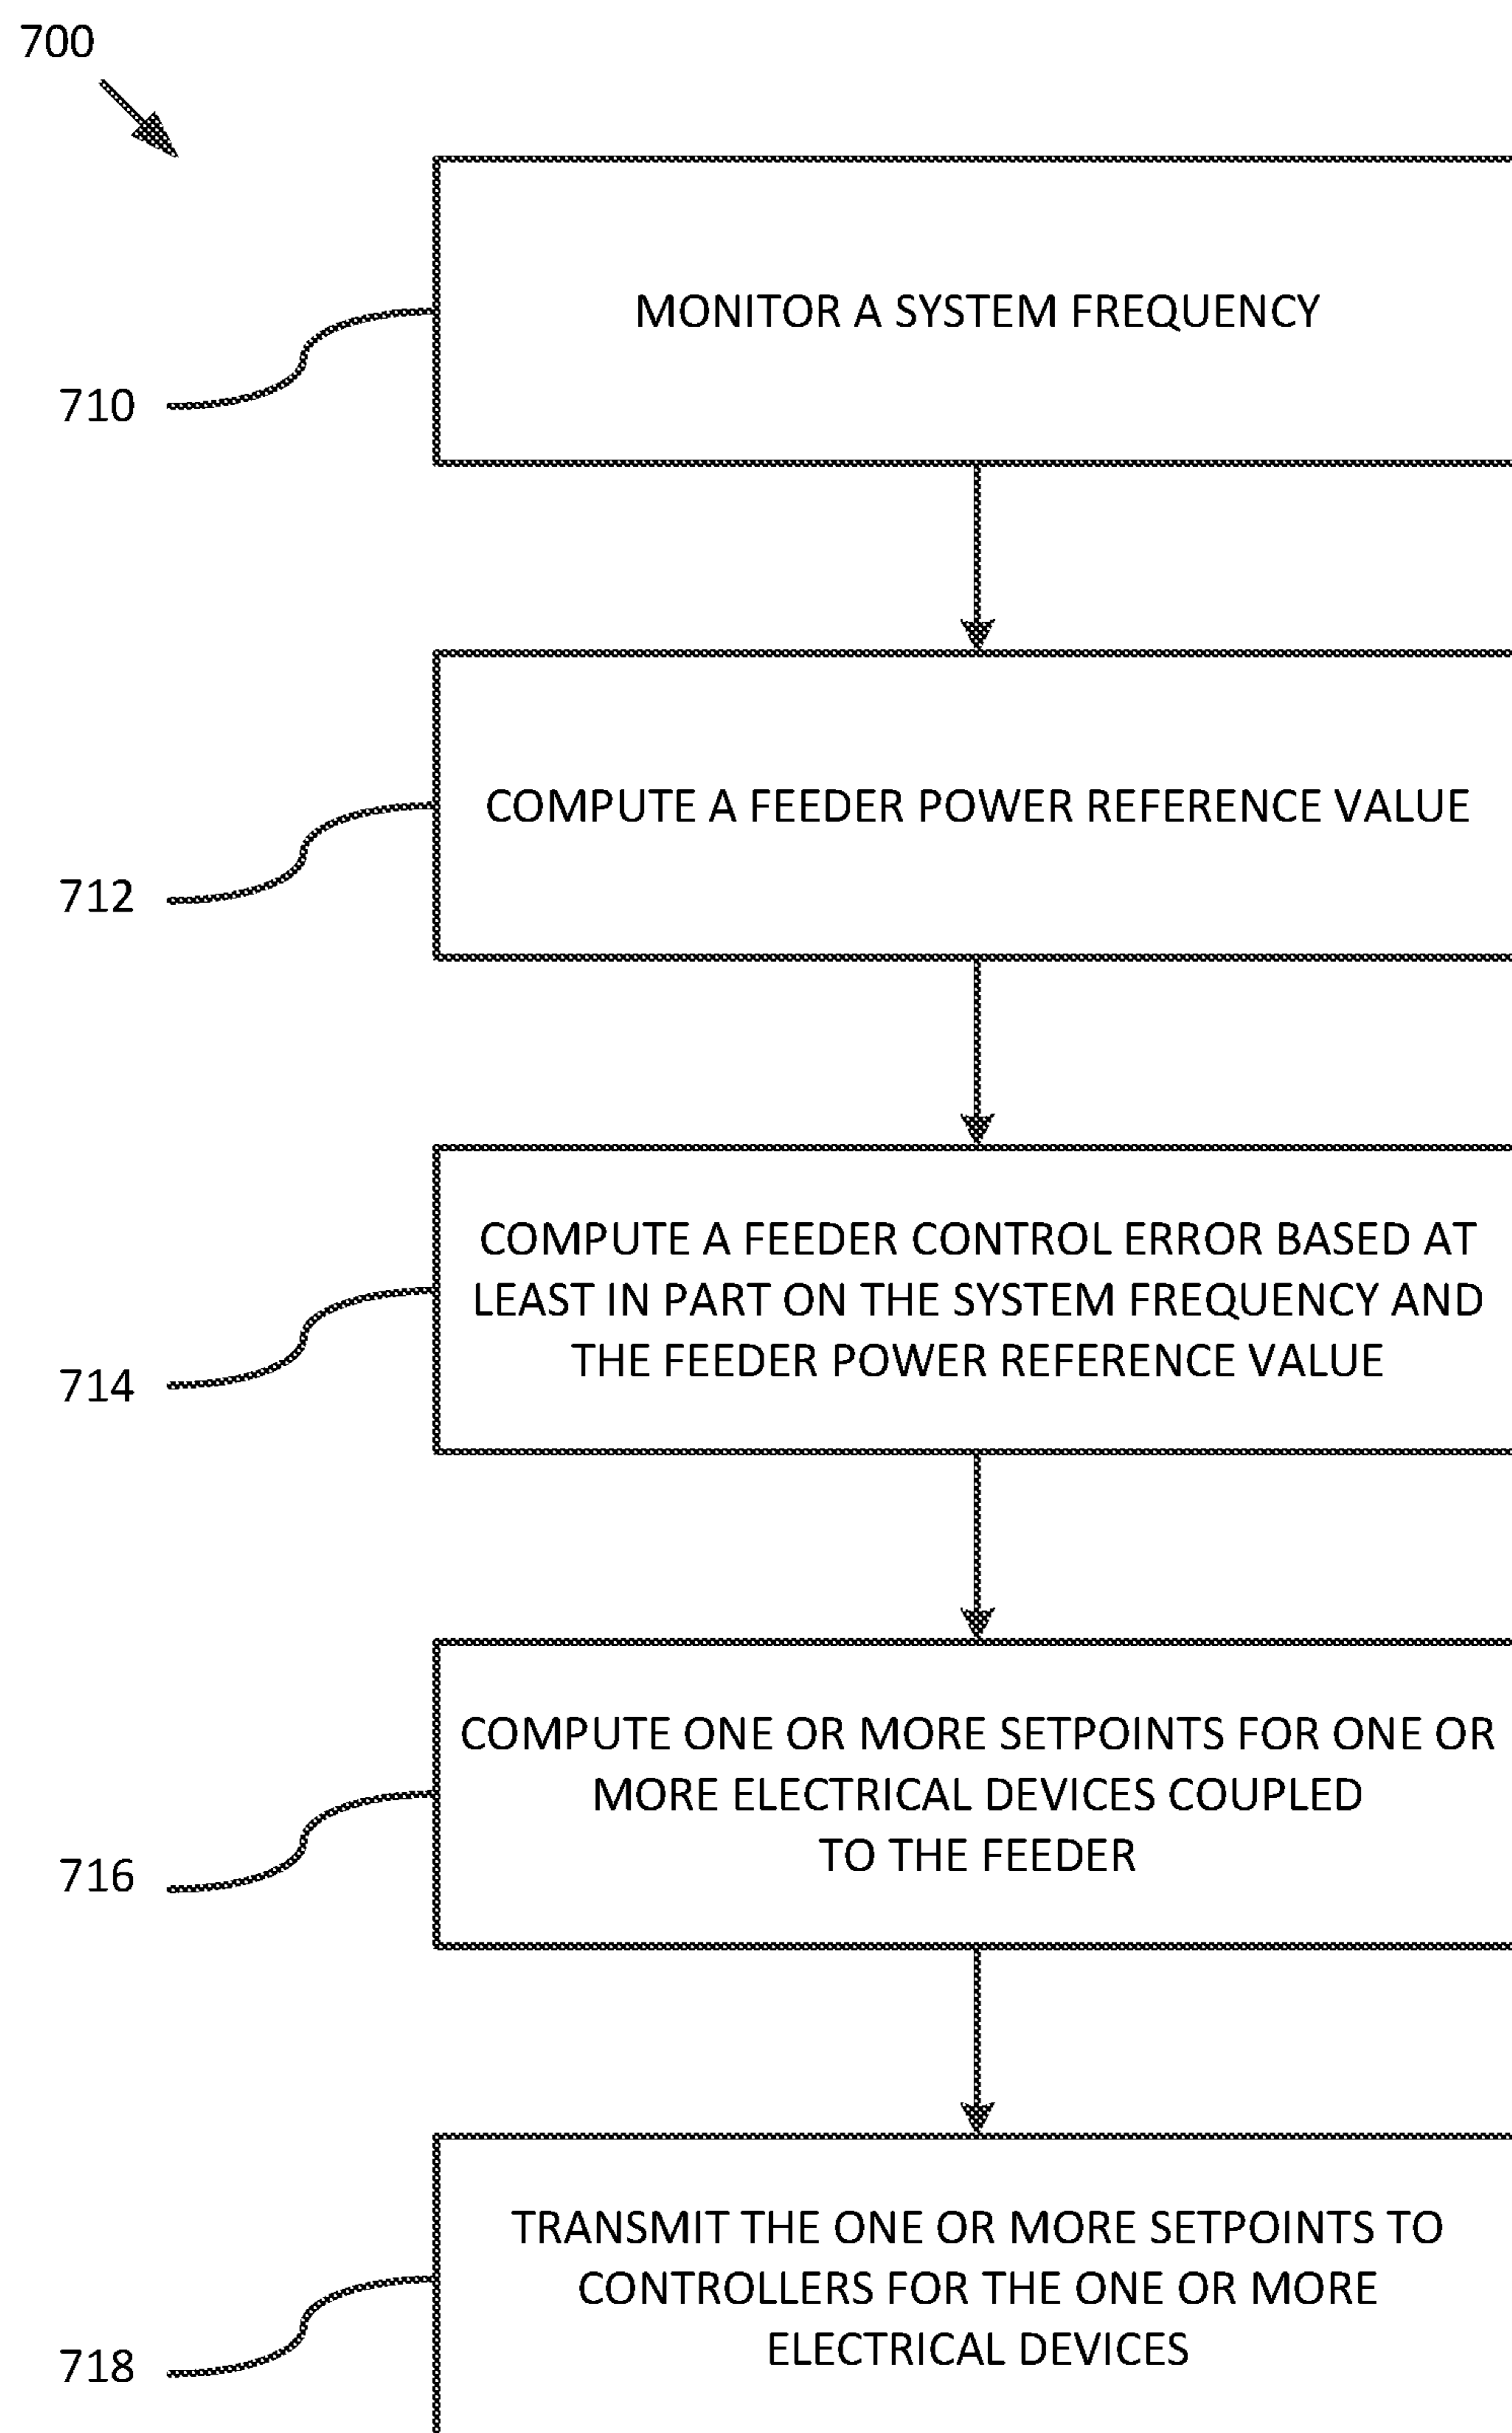 700
MONITOR A SYSTEM FREQUENCY
710
COMPUTE A FEEDER POWER REFERENCE VALUE
712
COMPUTE A FEEDER CONTROL ERROR BASED AT
LEAST IN PART ON THE SYSTEM FREQUENCY AND
THE FEEDER POWER REFERENCE VALUE
714
COMPUTE ONE OR MORE SETPOINTS FOR ONE OR
MORE ELECTRICAL DEVICES COUPLED
TO THE FEEDER
716
TRANSMIT THE ONE OR MORE SETPOINTS TO
CONTROLLERS FOR THE ONE OR MORE
ELECTRICAL DEVICES
718